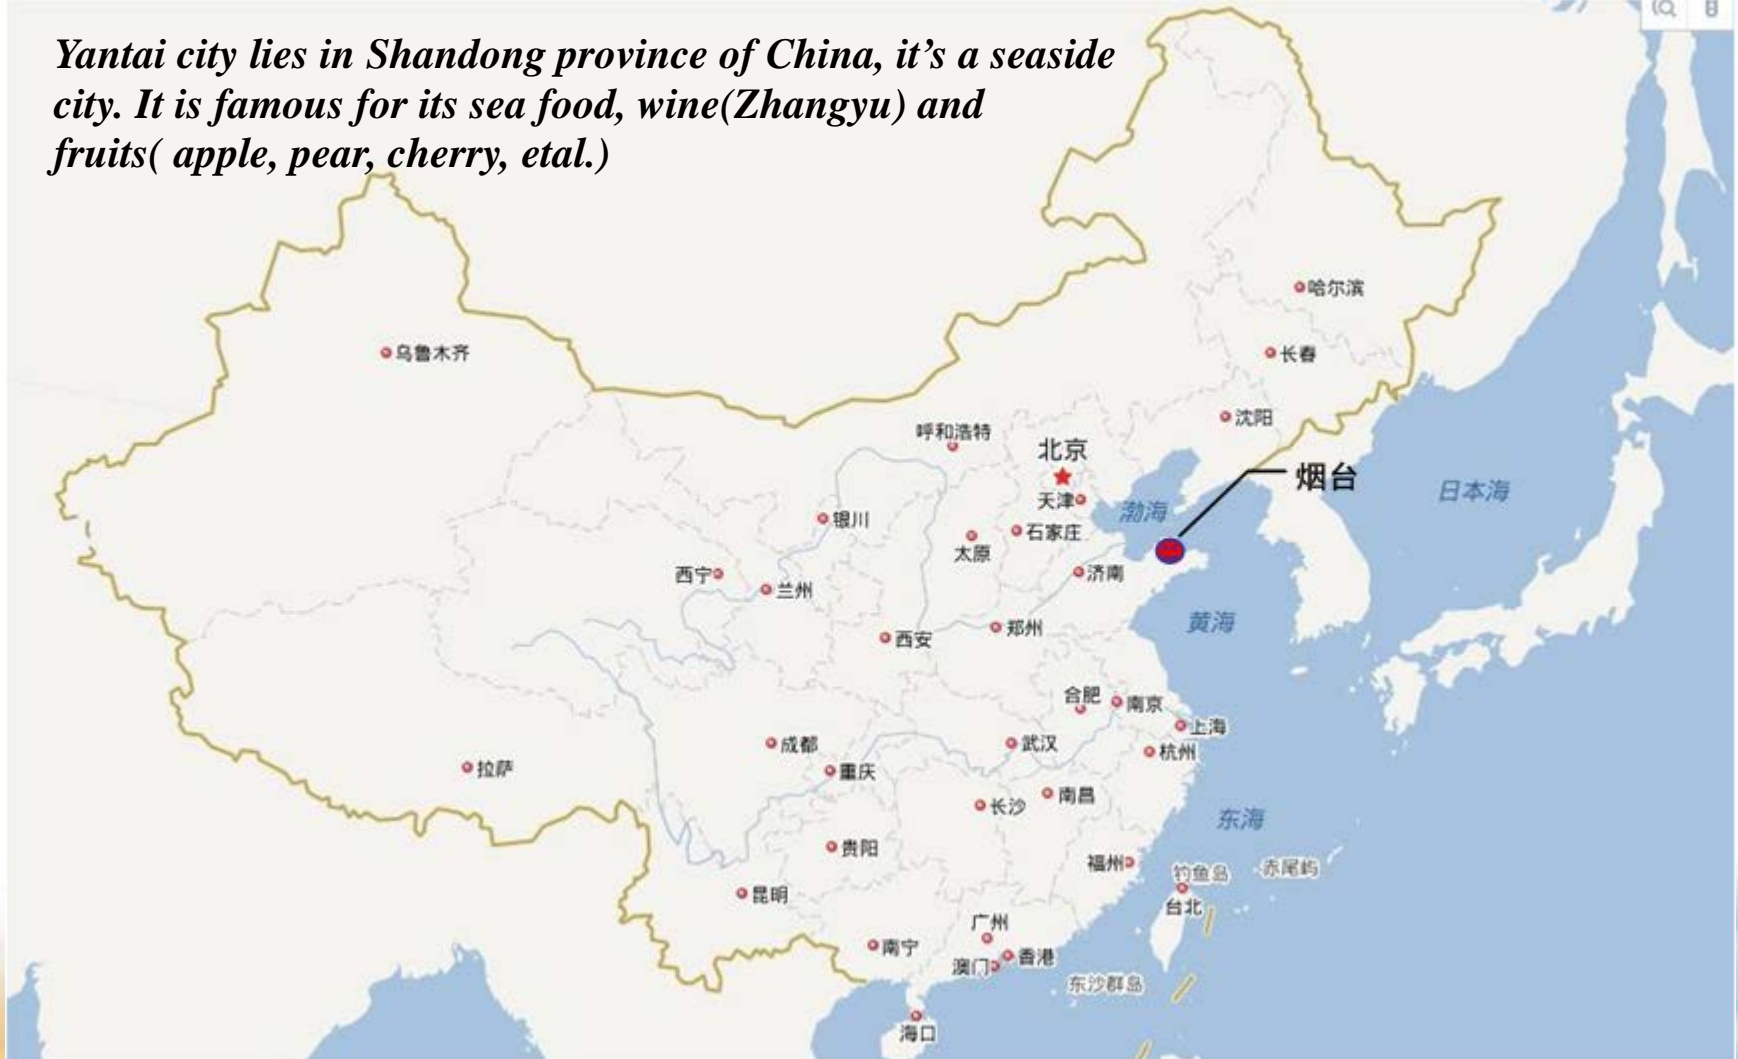 Yantai city lies in Shandong province of China, it's a seaside
city. It is famous for its sea food, wine(Zhangyu) and
fruits( apple, pear, cherry, etal.)
哈尔滨
乌鲁木齐
长春
沈阳
呼和浩特
北京
烟台
日本海
天津
渤海
银川
石家庄
太原
西宁
济南
兰州
黄海
郑州
西安
合肥
南京
上海
成都
武汉
杭州
拉萨
重庆
南昌
长沙
东海
贵阳
福州
钓鱼岛
赤尾屿
昆明
台北
广州
南宁
香港
澳门
东沙群岛
海口